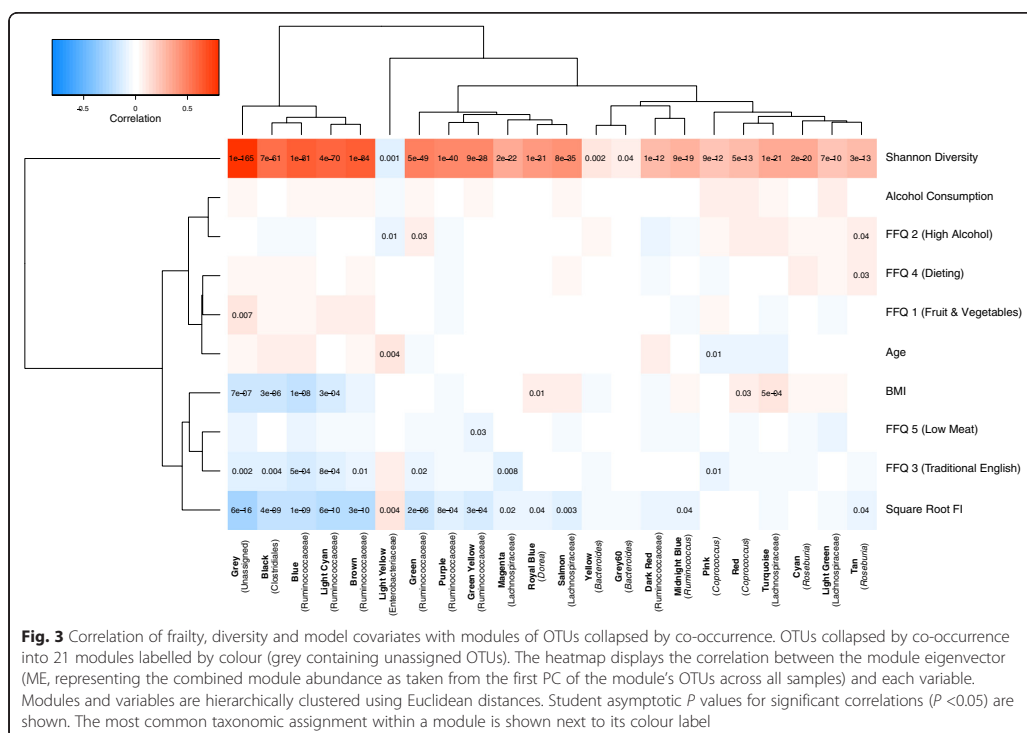 −0.5 0 0.5
Correlation
1e−165 7e−61 1e−81 4e−70 1e−84 0.001 5e−49 1e−40 9e−28 2e−22 1e−31 8e−35 0.002 0.04 1e−12 9e−19 9e−12 5e−13 1e−21 2e−20 7e−10 3e−13 Shannon Diversity
Alcohol Consumption
0.01 0.03 0.04 FFQ 2 (High Alcohol)
0.03 FFQ 4 (Dieting)
0.007 FFQ 1 (Fruit & Vegetables)
0.004 0.01 Age
7e−07 3e−06 1e−08 3e−04 0.01 0.03 5e−04 BMI
0.03 FFQ 5 (Low Meat)
0.002 0.004 5e−04 8e−04 0.01 0.02 0.008 0.01 FFQ 3 (Traditional English)
6e−16 4e−09 1e−09 6e−10 3e−10 0.004 2e−06 8e−04 3e−04 0.02 0.04 0.003 0.04 0.04 Square Root FI
Grey
(Unassigned)
Black
(Clostridiales)
Blue
(Ruminococcaceae)
Light Cyan
(Ruminococcaceae)
Brown
(Ruminococcaceae)
Light Yellow
(Enterobacteriaceae)
Green
(Ruminococcaceae)
Purple
(Ruminococcaceae)
Green Yellow
(Ruminococcaceae)
Magenta
(Lachnospiraceae)
Royal Blue
(Dorea)
Salmon
(Lachnospiraceae)
Yellow
(Bacteroides)
Grey60
(Bacteroides)
Dark Red
(Ruminococcaceae)
Midnight Blue
(Ruminococcus)
Pink
(Coprococcus)
Red
(Coprococcus)
Turquoise
(Lachnospiraceae)
Cyan
(Roseburia)
Light Green
(Lachnospiraceae)
Tan
(Roseburia)
Fig. 3 Correlation of frailty, diversity and model covariates with modules of OTUs collapsed by co-occurrence. OTUs collapsed by co-occurrence
into 21 modules labelled by colour (grey containing unassigned OTUs). The heatmap displays the correlation between the module eigenvector
(ME, representing the combined module abundance as taken from the first PC of the module's OTUs across all samples) and each variable.
Modules and variables are hierarchically clustered using Euclidean distances. Student asymptotic P values for significant correlations (P <0.05) are
shown. The most common taxonomic assignment within a module is shown next to its colour label